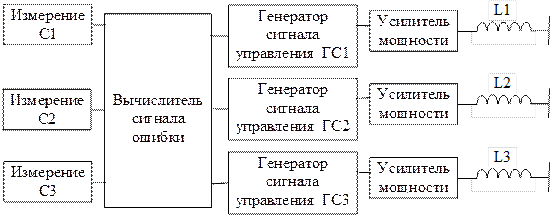 Измерение
С1
Генератор
сигнала
управления ГС1
Усилитель
мощности
L1
Измерение
С2
Вычислитель
сигнала
ошибки
Генератор
сигнала
управления ГС2
Усилитель
мощности
L2
Измерение
С3
Генератор
сигнала
управления ГС3
Усилитель
мощности
L3